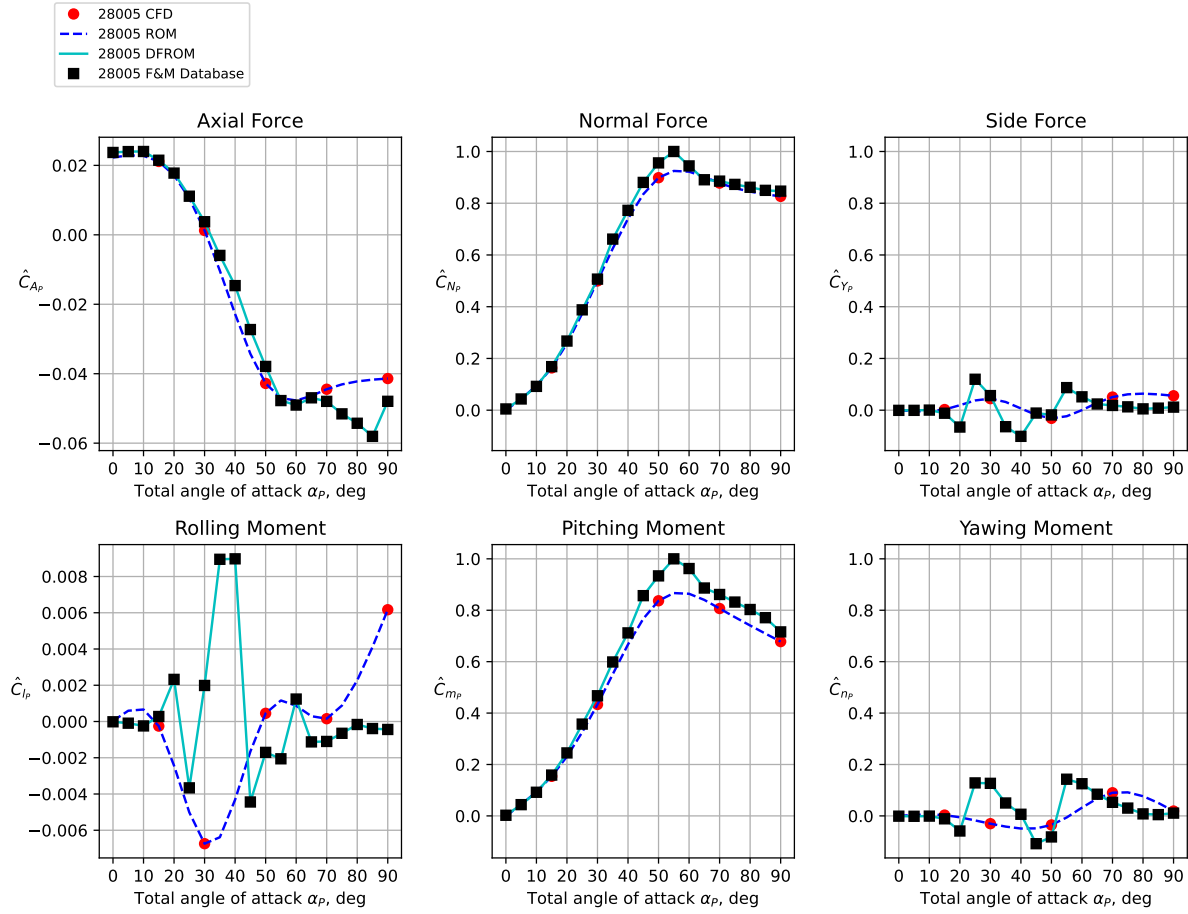 28005 CFD
28005 ROM
28005 DFROM
28005 F&M Database
Axial Force
0.02
0.00
−0.02
−0.04
−0.06
Ĉ_{A_P}
0 10 20 30 40 50 60 70 80 90
Total angle of attack α_P, deg
Normal Force
1.0
0.8
0.6
0.4
0.2
0.0
Ĉ_{N_P}
0 10 20 30 40 50 60 70 80 90
Total angle of attack α_P, deg
Side Force
1.0
0.8
0.6
0.4
0.2
0.0
Ĉ_{Y_P}
0 10 20 30 40 50 60 70 80 90
Total angle of attack α_P, deg
Rolling Moment
0.008
0.006
0.004
0.002
0.000
−0.002
−0.004
−0.006
Ĉ_{l_P}
0 10 20 30 40 50 60 70 80 90
Total angle of attack α_P, deg
Pitching Moment
1.0
0.8
0.6
0.4
0.2
0.0
Ĉ_{m_P}
0 10 20 30 40 50 60 70 80 90
Total angle of attack α_P, deg
Yawing Moment
1.0
0.8
0.6
0.4
0.2
0.0
Ĉ_{n_P}
0 10 20 30 40 50 60 70 80 90
Total angle of attack α_P, deg